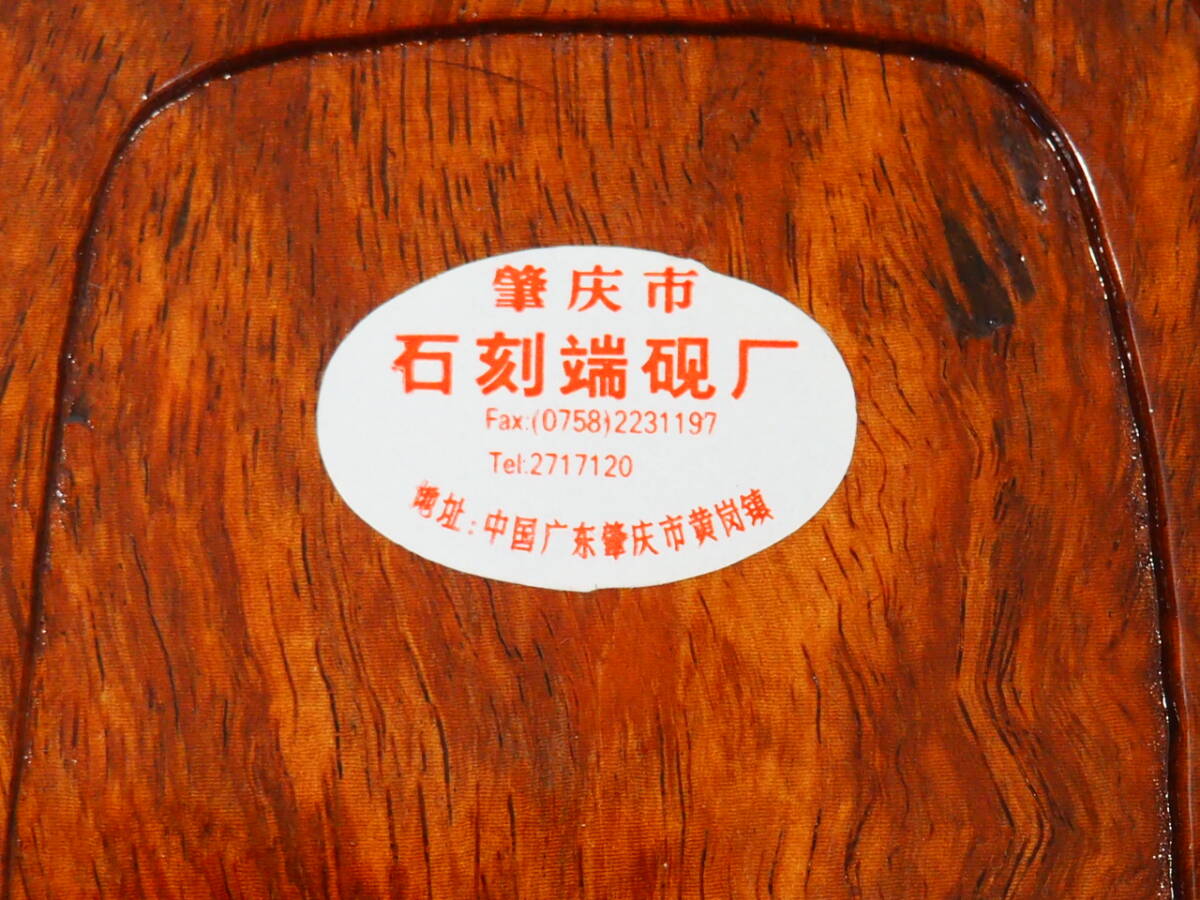 肇庆市
石刻端砚厂
Fax:(0758)2231197
Tel:2717120
地址:中国广东肇庆市黄岗镇